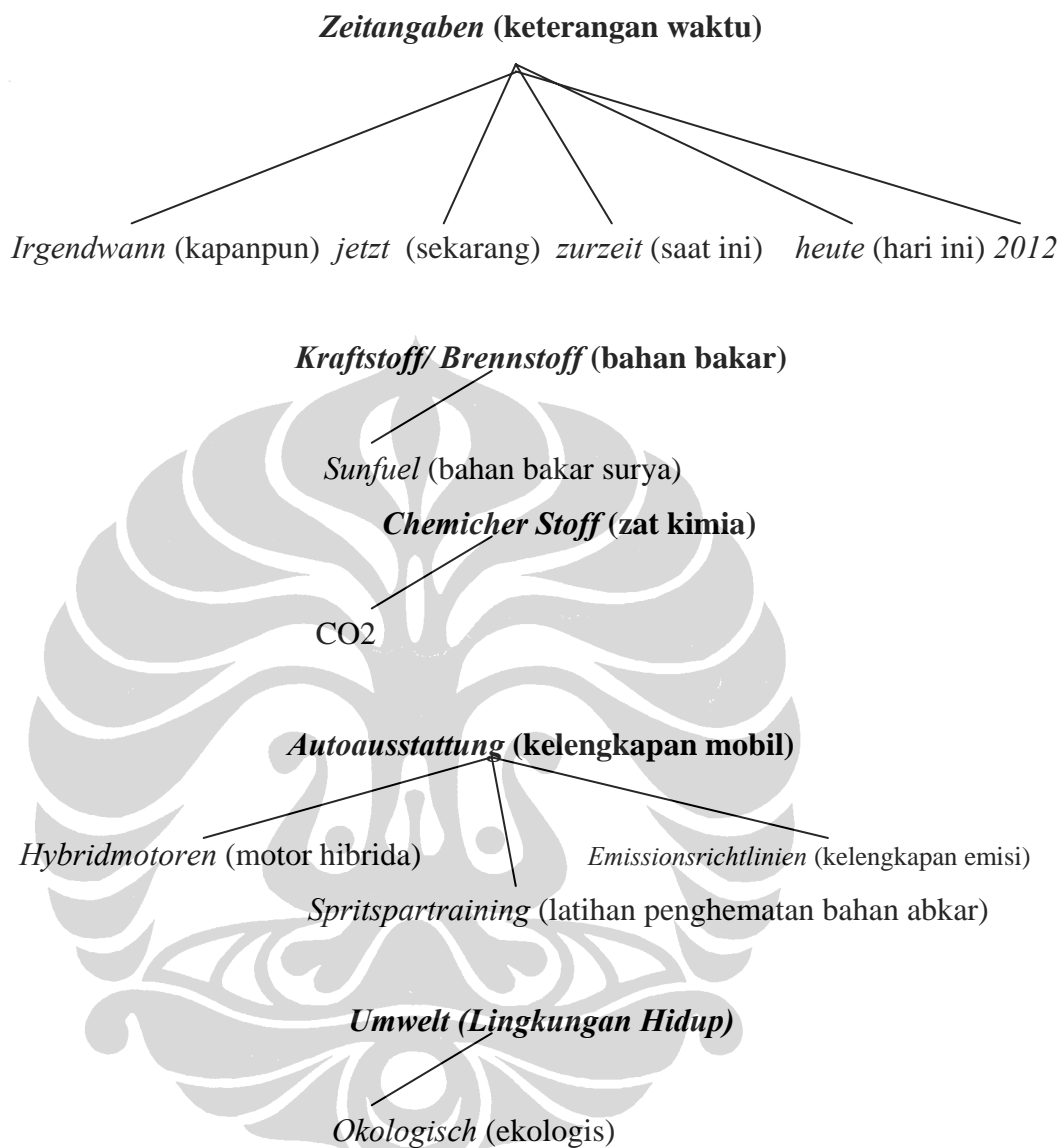 Zeitangaben (keterangan waktu)
Irgendwann (kapanpun) jetzt (sekarang) zurzeit (saat ini) heute (hari ini) 2012
Kraftstoff/ Brennstoff (bahan bakar)
Sunfuel (bahan bakar surya)
Chemicher Stoff (zat kimia)
CO2
Autoausstattung (kelengkapan mobil)
Hybridmotoren (motor hibrida) Emissionsrichtlinien (kelengkapan emisi)
Spritspartraining (latihan penghematan bahan abkar)
Umwelt (Lingkungan Hidup)
Okologisch (ekologis)